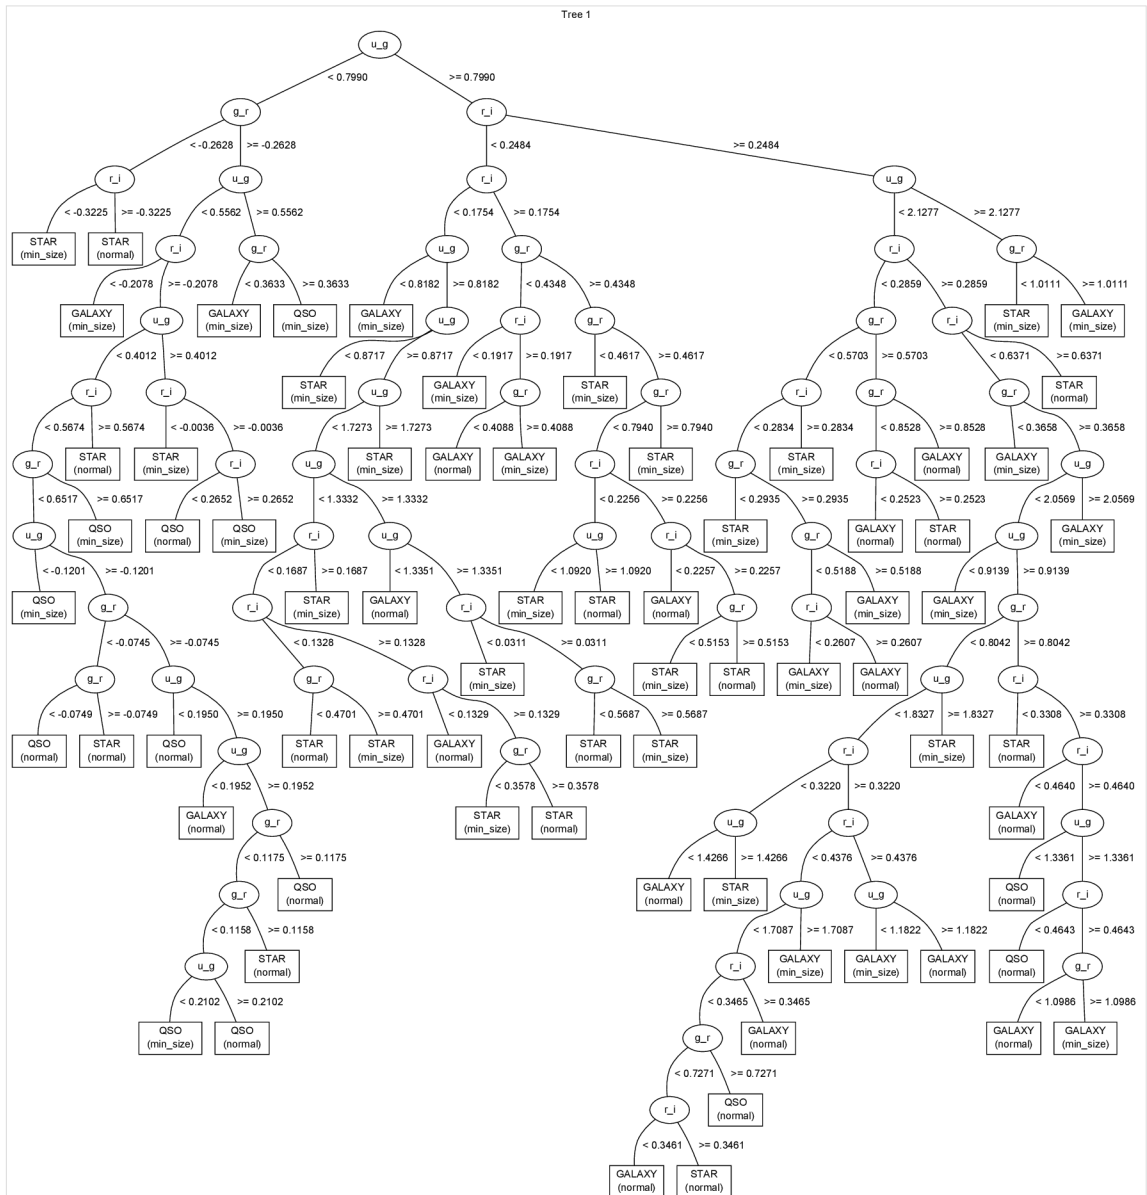 Tree 1
u_g
< 0.7990
>= 0.7990
g_r
r_i
< -0.2628
>= -0.2628
< 0.2484
>= 0.2484
r_i
u_g
r_i
u_g
< -0.3225
>= -0.3225
< 0.5562
>= 0.5562
< 0.1754
>= 0.1754
< 2.1277
>= 2.1277
STAR
(min_size)
STAR
(normal)
r_i
g_r
u_g
g_r
r_i
g_r
< -0.2078
>= -0.2078
< 0.3633
>= 0.3633
< 0.8182
>= 0.8182
< 0.4348
>= 0.4348
< 0.2859
>= 0.2859
< 1.0111
>= 1.0111
GALAXY
(min_size)
u_g
GALAXY
(min_size)
QSO
(min_size)
GALAXY
(min_size)
u_g
r_i
g_r
g_r
r_i
STAR
(min_size)
GALAXY
(min_size)
< 0.4012
>= 0.4012
< 0.8717
>= 0.8717
< 0.1917
>= 0.1917
< 0.4617
>= 0.4617
< 0.5703
>= 0.5703
< 0.6371
>= 0.6371
r_i
r_i
STAR
(min_size)
u_g
GALAXY
(min_size)
g_r
STAR
(min_size)
g_r
r_i
g_r
g_r
STAR
(normal)
< 0.5674
>= 0.5674
< -0.0036
>= -0.0036
< 1.7273
>= 1.7273
< 0.4088
>= 0.4088
< 0.7940
>= 0.7940
< 0.2834
>= 0.2834
< 0.8528
>= 0.8528
< 0.3658
>= 0.3658
g_r
STAR
(normal)
STAR
(min_size)
r_i
u_g
STAR
(min_size)
GALAXY
(normal)
GALAXY
(min_size)
r_i
STAR
(min_size)
g_r
STAR
(min_size)
r_i
GALAXY
(normal)
GALAXY
(min_size)
u_g
< 0.6517
>= 0.6517
< 0.2652
>= 0.2652
< 1.3332
>= 1.3332
< 0.2256
>= 0.2256
< 0.2935
>= 0.2935
< 0.2523
>= 0.2523
< 2.0569
>= 2.0569
u_g
QSO
(min_size)
QSO
(normal)
QSO
(min_size)
r_i
u_g
u_g
r_i
STAR
(min_size)
g_r
GALAXY
(normal)
STAR
(normal)
u_g
GALAXY
(min_size)
< -0.1201
>= -0.1201
< 0.1687
>= 0.1687
< 1.3351
>= 1.3351
< 1.0920
>= 1.0920
< 0.2257
>= 0.2257
< 0.5188
>= 0.5188
< 0.9139
>= 0.9139
QSO
(min_size)
g_r
r_i
STAR
(min_size)
GALAXY
(normal)
r_i
STAR
(min_size)
STAR
(normal)
GALAXY
(normal)
g_r
r_i
GALAXY
(min_size)
GALAXY
(min_size)
g_r
< -0.0745
>= -0.0745
< 0.1328
>= 0.1328
< 0.0311
>= 0.0311
< 0.5153
>= 0.5153
< 0.2607
>= 0.2607
< 0.8042
>= 0.8042
g_r
u_g
g_r
r_i
STAR
(min_size)
g_r
STAR
(min_size)
STAR
(normal)
GALAXY
(min_size)
GALAXY
(normal)
u_g
r_i
< -0.0749
>= -0.0749
< 0.1950
>= 0.1950
< 0.4701
>= 0.4701
< 0.1329
>= 0.1329
< 0.5687
>= 0.5687
< 1.8327
>= 1.8327
< 0.3308
>= 0.3308
QSO
(normal)
STAR
(normal)
QSO
(normal)
u_g
STAR
(normal)
STAR
(min_size)
GALAXY
(normal)
g_r
STAR
(normal)
STAR
(min_size)
r_i
STAR
(min_size)
STAR
(normal)
r_i
< 0.1952
>= 0.1952
< 0.3578
>= 0.3578
< 0.3220
>= 0.3220
< 0.4640
>= 0.4640
GALAXY
(normal)
g_r
STAR
(min_size)
STAR
(normal)
u_g
r_i
GALAXY
(normal)
u_g
< 0.1175
>= 0.1175
< 1.4266
>= 1.4266
< 0.4376
>= 0.4376
< 1.3361
>= 1.3361
g_r
QSO
(normal)
GALAXY
(normal)
STAR
(min_size)
u_g
u_g
QSO
(normal)
r_i
< 0.1158
>= 0.1158
< 1.7087
>= 1.7087
< 1.1822
>= 1.1822
< 0.4643
>= 0.4643
u_g
STAR
(normal)
r_i
GALAXY
(min_size)
GALAXY
(min_size)
GALAXY
(normal)
QSO
(normal)
g_r
< 0.2102
>= 0.2102
< 0.3465
>= 0.3465
< 1.0986
>= 1.0986
QSO
(min_size)
QSO
(normal)
g_r
GALAXY
(normal)
GALAXY
(normal)
GALAXY
(min_size)
< 0.7271
>= 0.7271
r_i
QSO
(normal)
< 0.3461
>= 0.3461
GALAXY
(normal)
STAR
(normal)